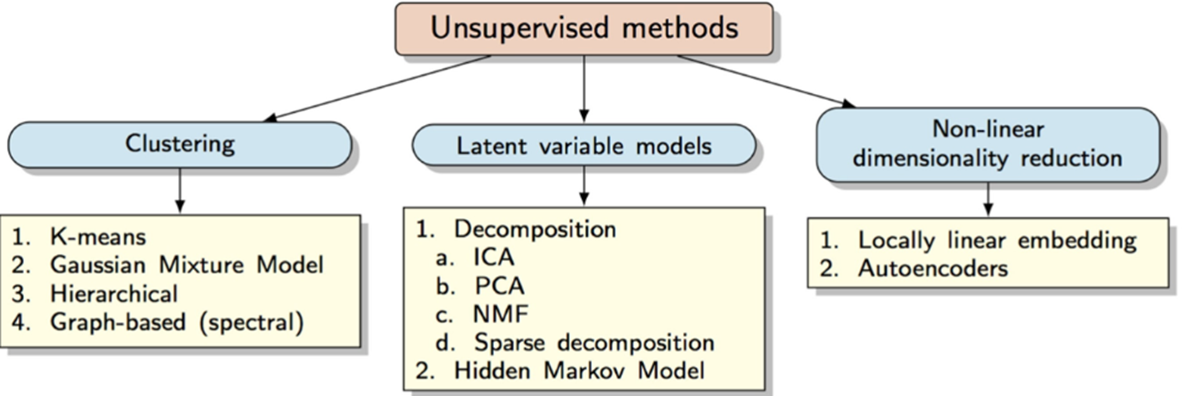 Unsupervised methods
Clustering
1. K-means
2. Gaussian Mixture Model
3. Hierarchical
4. Graph-based (spectral)
Latent variable models
1. Decomposition
a. ICA
b. PCA
c. NMF
d. Sparse decomposition
2. Hidden Markov Model
Non-linear
dimensionality reduction
1. Locally linear embedding
2. Autoencoders